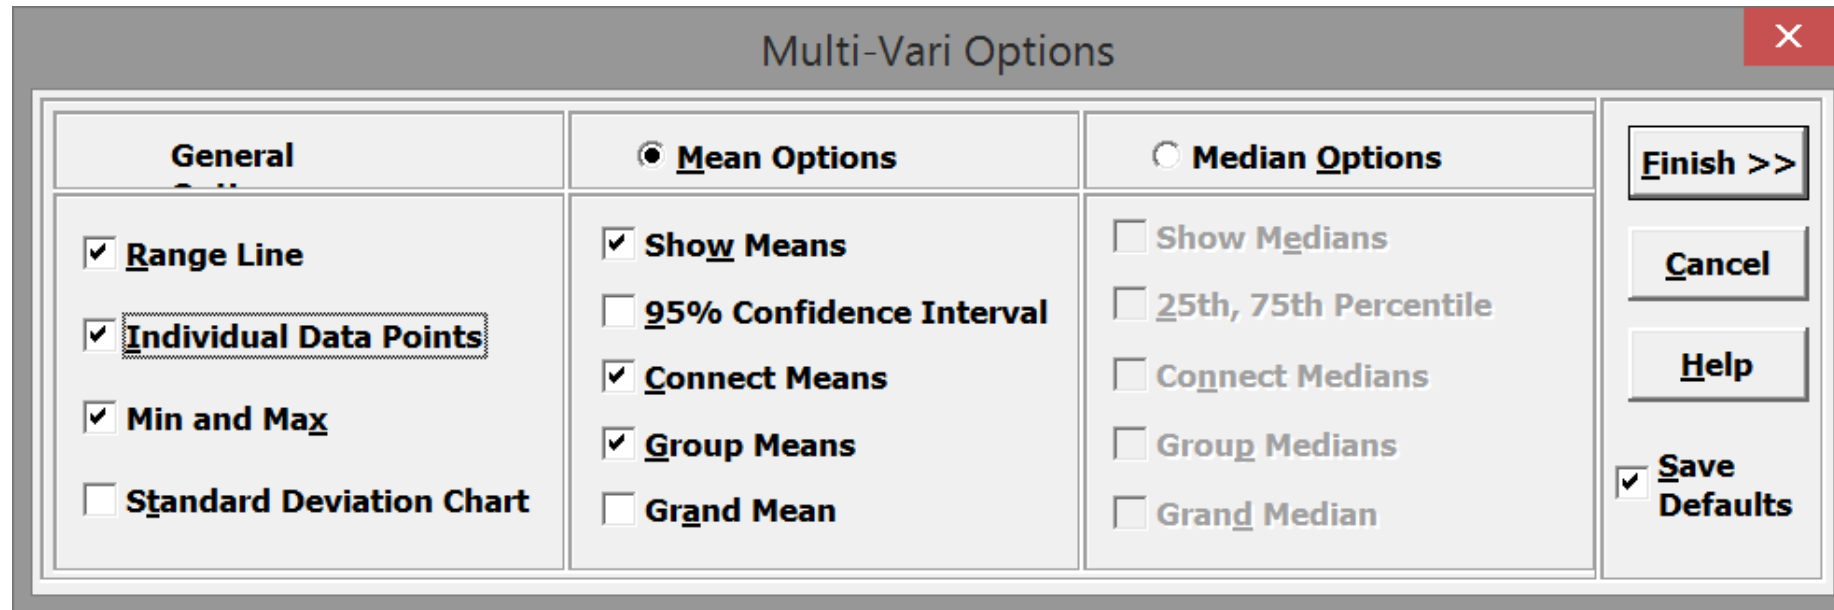 Multi-Vari Options
General
Mean Options
Median Options
Range Line
Individual Data Points
Min and Max
Standard Deviation Chart
Show Means
95% Confidence Interval
Connect Means
Group Means
Grand Mean
Show Medians
25th, 75th Percentile
Connect Medians
Group Medians
Grand Median
Finish >>
Cancel
Help
Save
Defaults